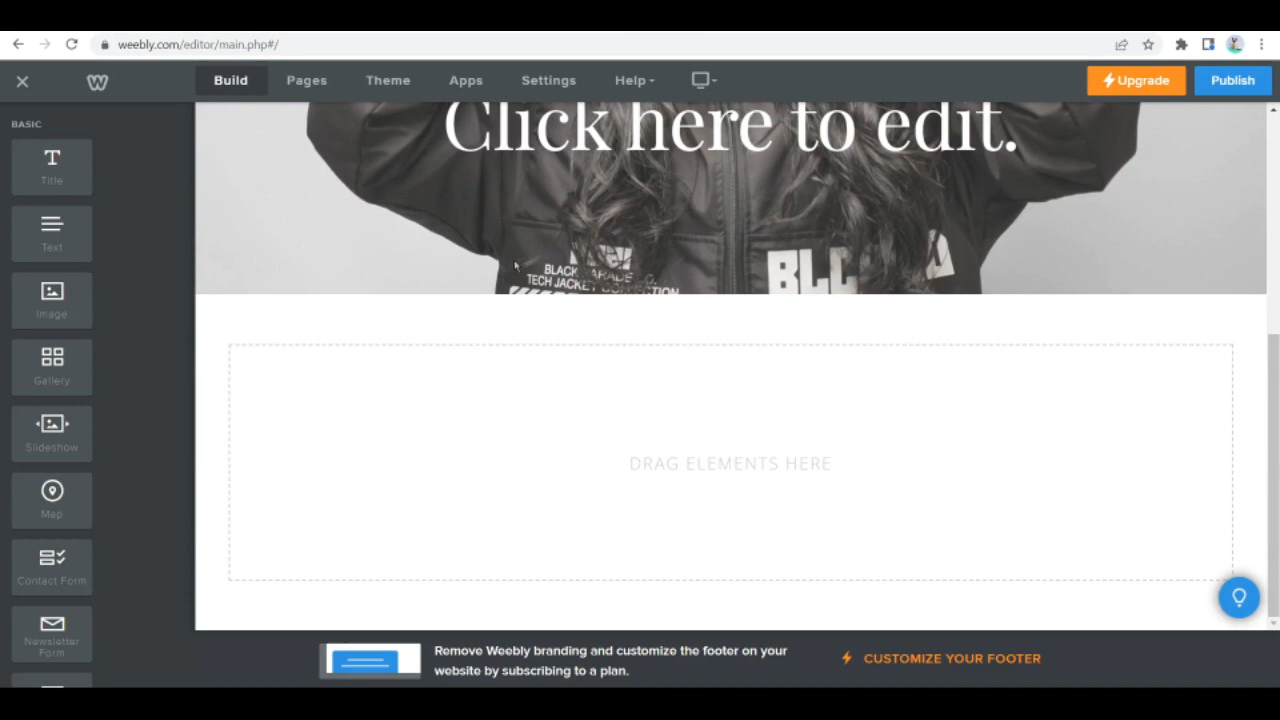 weebly.com/editor/main.php#/
Build
Pages
Theme
Apps
Settings
Help
Upgrade
Publish
BASIC
Title
Text
Image
Gallery
Slideshow
Map
Contact Form
Newsletter
Form
Click here to edit.
BLACK
TECH JACKET
DRAG ELEMENTS HERE
Remove Weebly branding and customize the footer on your
website by subscribing to a plan.
CUSTOMIZE YOUR FOOTER